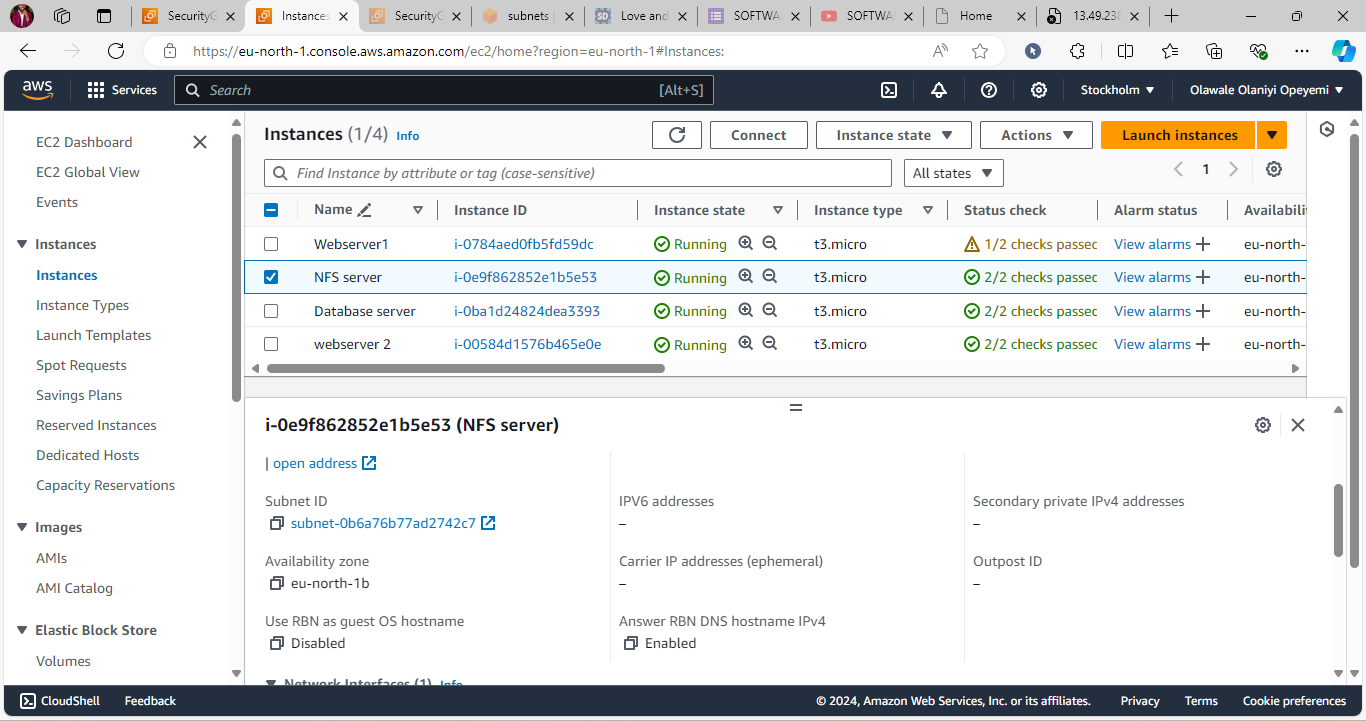 SecurityG
Instances
SecurityG
subnets |
Love and
SOFTWA
SOFTWA
Home
13.49.238
https://eu-north-1.console.aws.amazon.com/ec2/home?region=eu-north-1#Instances:
aws Services Search [Alt+S] Stockholm Olawale Olaniyi Opeyemi
EC2 Dashboard
EC2 Global View
Events
Instances
Instances
Instance Types
Launch Templates
Spot Requests
Savings Plans
Reserved Instances
Dedicated Hosts
Capacity Reservations
Images
AMIs
AMI Catalog
Elastic Block Store
Volumes
Instances (1/4) Info
Connect Instance state Actions Launch instances
Find Instance by attribute or tag (case-sensitive) All states 1
Name Instance ID Instance state Instance type Status check Alarm status Availabili
Webserver1 i-0784aed0fb5fd59dc Running t3.micro 1/2 checks passec View alarms + eu-north-
NFS server i-0e9f862852e1b5e53 Running t3.micro 2/2 checks passec View alarms + eu-north-
Database server i-0ba1d24824dea3393 Running t3.micro 2/2 checks passec View alarms + eu-north-
webserver 2 i-00584d1576b465e0e Running t3.micro 2/2 checks passec View alarms + eu-north-
i-0e9f862852e1b5e53 (NFS server)
| open address
Subnet ID IPV6 addresses Secondary private IPv4 addresses
subnet-0b6a76b77ad2742c7 – –
Availability zone Carrier IP addresses (ephemeral) Outpost ID
eu-north-1b – –
Use RBN as guest OS hostname Answer RBN DNS hostname IPv4
Disabled Enabled
Network Interfaces (1) Info
CloudShell Feedback © 2024, Amazon Web Services, Inc. or its affiliates. Privacy Terms Cookie preferences